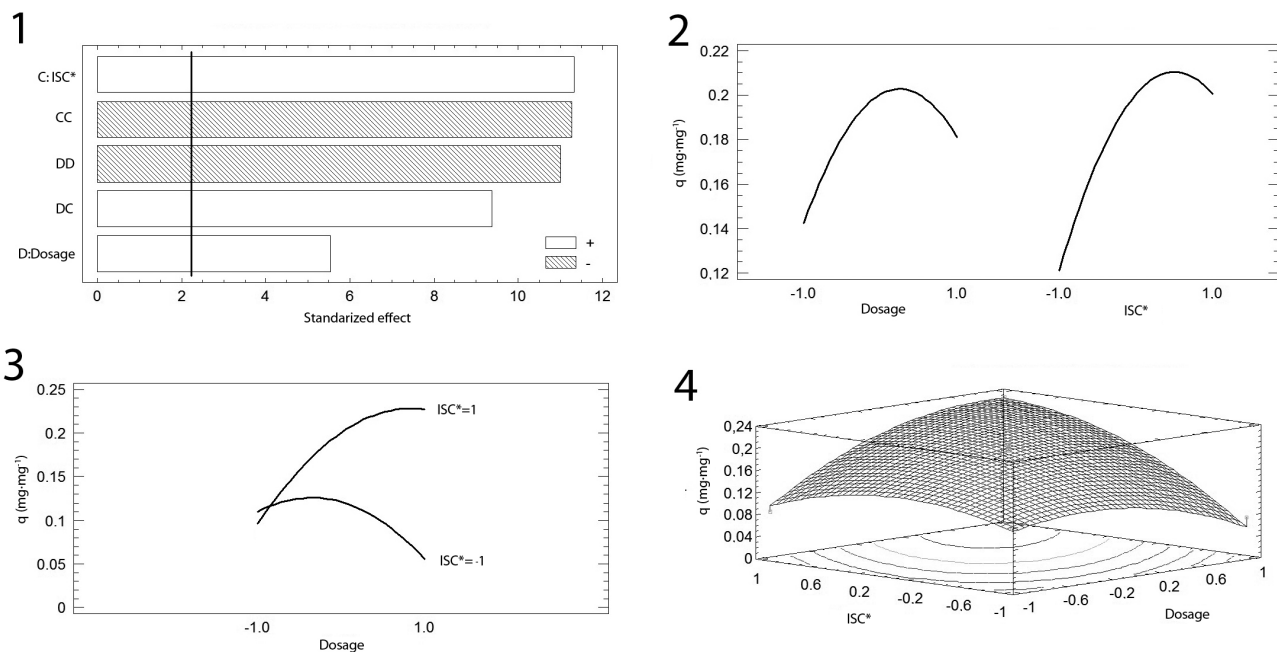 1
C: ISC*
CC
DD
DC
D:Dosage
+
-
0 2 4 6 8 10 12
Standarized effect
2
q (mg·mg⁻¹)
0.22
0.2
0.18
0.16
0.14
0.12
-1.0 1.0 -1.0 1.0
Dosage ISC*
3
q (mg·mg⁻¹)
0.25
0.2
0.15
0.1
0.05
0
ISC*=1
ISC*= -1
-1.0 1.0
Dosage
4
q (mg·mg⁻¹)
0,24
0,2
0,16
0.12
0.08
0.04
0
1 0.6 0.2 -0.2 -0.6 -1
ISC*
-1 -0.6 -0.2 0.2 0.6 1
Dosage